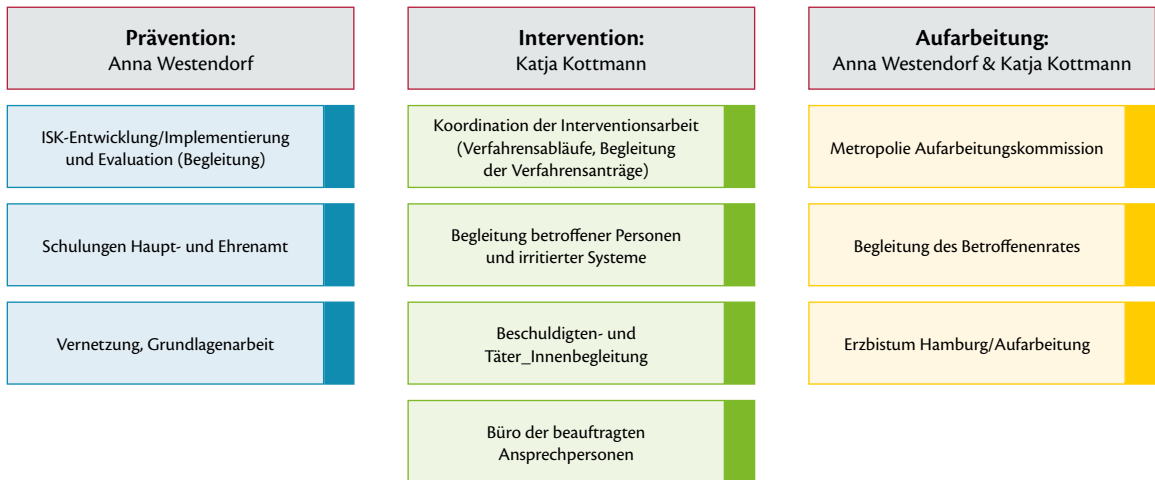 Prävention:
Anna Westendorf
ISK-Entwicklung/Implementierung
und Evaluation (Begleitung)
Schulungen Haupt- und Ehrenamt
Vernetzung, Grundlagenarbeit
Intervention:
Katja Kottmann
Koordination der Interventionsarbeit
(Verfahrensabläufe, Begleitung
der Verfahrensanträge)
Begleitung betroffener Personen
und irritierter Systeme
Beschuldigten- und
Täter_Innenbegleitung
Büro der beauftragten
Ansprechpersonen
Aufarbeitung:
Anna Westendorf & Katja Kottmann
Metropolie Aufarbeitungskommission
Begleitung des Betroffenenrates
Erzbistum Hamburg/Aufarbeitung